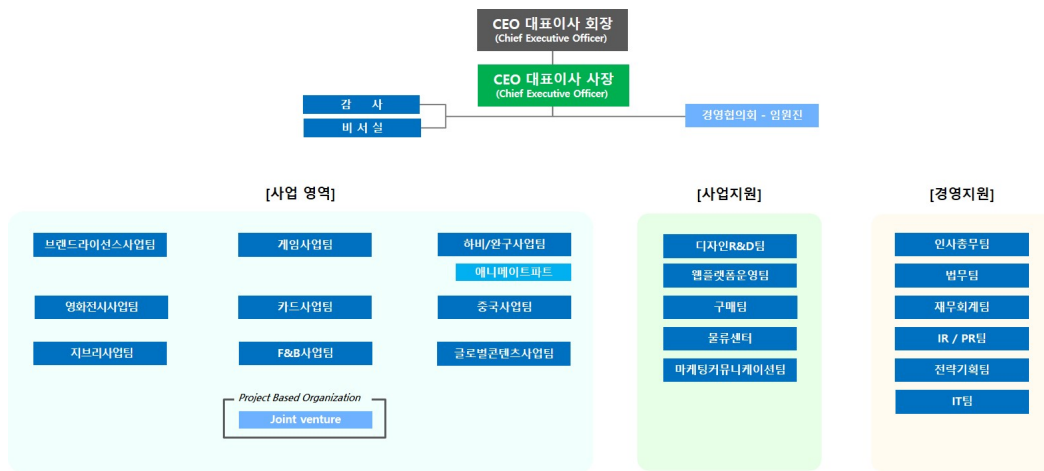 CEO 대표이사 회장
(Chief Executive Officer)
CEO 대표이사 사장
(Chief Executive Officer)
감 사
비 서 실
경영협의회 - 임원진
[사업 영역]
브랜드라이선스사업팀
게임사업팀
하비/완구사업팀
애니메이트파트
영화전시사업팀
카드사업팀
중국사업팀
지브리사업팀
F&B사업팀
글로벌콘텐츠사업팀
Project Based Organization
Joint venture
[사업지원]
디자인R&D팀
웹플랫폼운영팀
구매팀
물류센터
마케팅커뮤니케이션팀
[경영지원]
인사총무팀
법무팀
재무회계팀
IR / PR팀
전략기획팀
IT팀